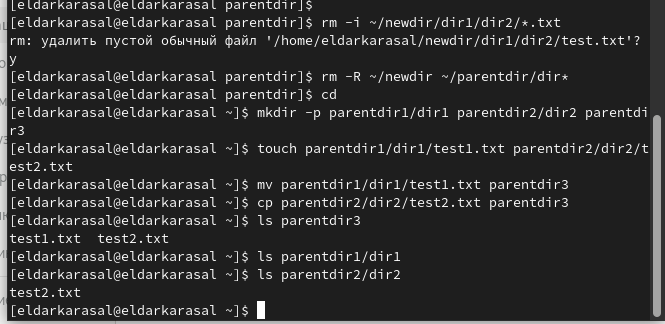 [eldarkarasal@eldarkarasal parentdir]$
[eldarkarasal@eldarkarasal parentdir]$ rm -i ~/newdir/dir1/dir2/*.txt
rm: удалить пустой обычный файл '/home/eldarkarasal/newdir/dir1/dir2/test.txt'?
y
[eldarkarasal@eldarkarasal parentdir]$ rm -R ~/newdir ~/parentdir/dir*
[eldarkarasal@eldarkarasal parentdir]$ cd
[eldarkarasal@eldarkarasal ~]$ mkdir -p parentdir1/dir1 parentdir2/dir2 parentdi
r3
[eldarkarasal@eldarkarasal ~]$ touch parentdir1/dir1/test1.txt parentdir2/dir2/t
est2.txt
[eldarkarasal@eldarkarasal ~]$ mv parentdir1/dir1/test1.txt parentdir3
[eldarkarasal@eldarkarasal ~]$ cp parentdir2/dir2/test2.txt parentdir3
[eldarkarasal@eldarkarasal ~]$ ls parentdir3
test1.txt  test2.txt
[eldarkarasal@eldarkarasal ~]$ ls parentdir1/dir1
[eldarkarasal@eldarkarasal ~]$ ls parentdir2/dir2
test2.txt
[eldarkarasal@eldarkarasal ~]$